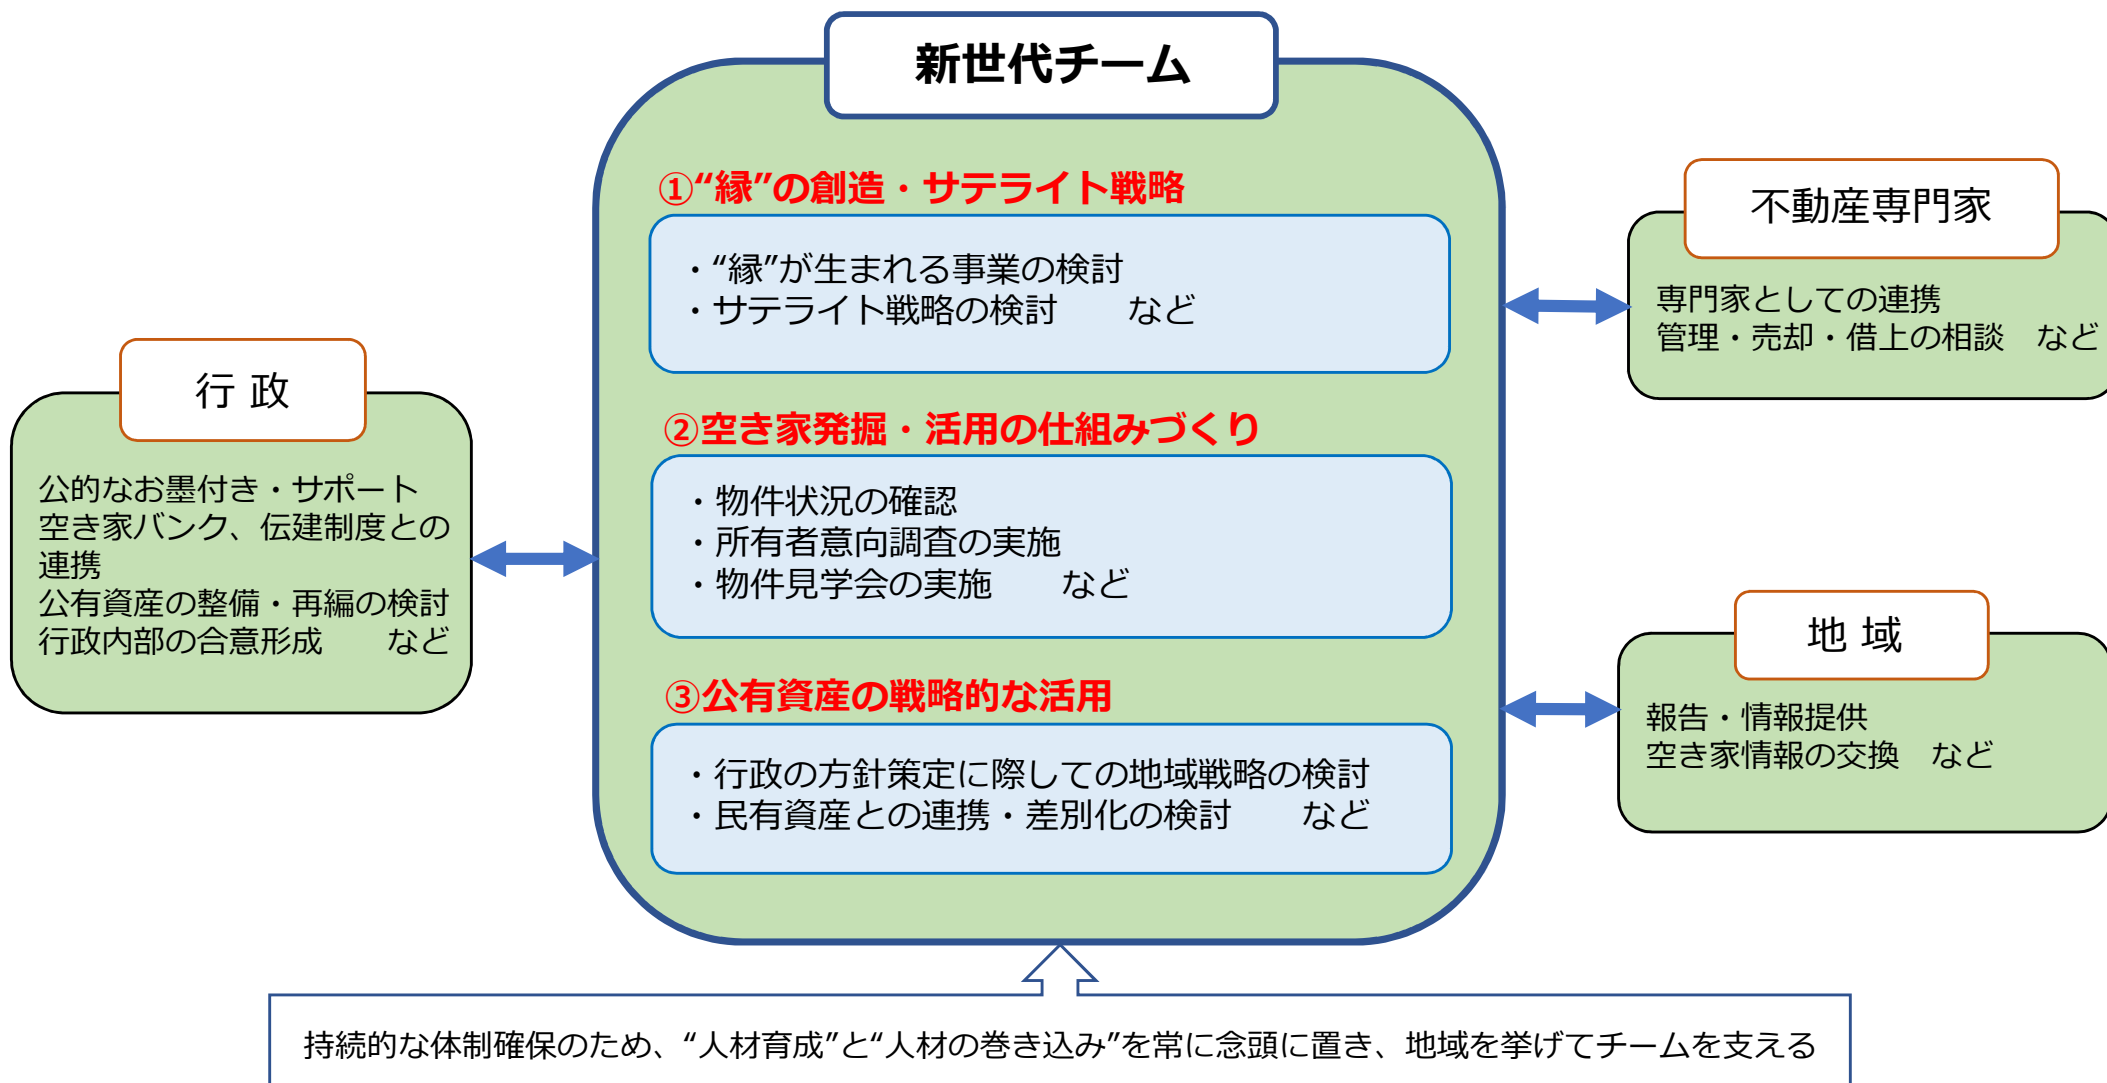 新世代チーム
①“縁”の創造・サテライト戦略
・“縁”が生まれる事業の検討
・サテライト戦略の検討　　など
②空き家発掘・活用の仕組みづくり
・物件状況の確認
・所有者意向調査の実施
・物件見学会の実施　　など
③公有資産の戦略的な活用
・行政の方針策定に際しての地域戦略の検討
・民有資産との連携・差別化の検討　　など
行 政
公的なお墨付き・サポート
空き家バンク、伝建制度との
連携
公有資産の整備・再編の検討
行政内部の合意形成　　など
不動産専門家
専門家としての連携
管理・売却・借上の相談　など
地 域
報告・情報提供
空き家情報の交換　など
持続的な体制確保のため、“人材育成”と“人材の巻き込み”を常に念頭に置き、地域を挙げてチームを支える